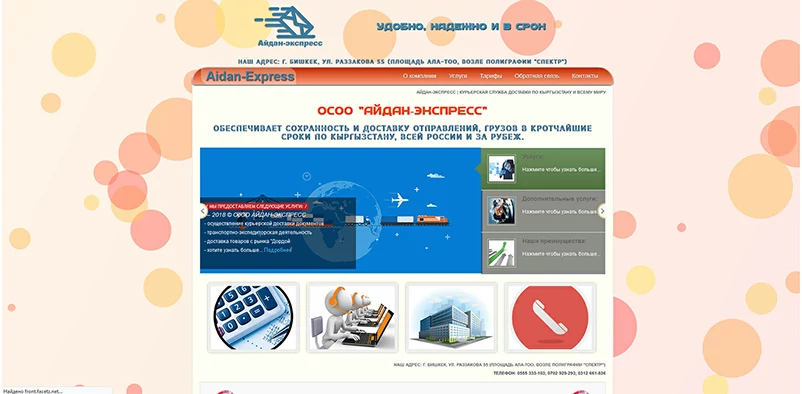 Айдан-экспресс
УДОБНО, НАДЕЖНО И В СРОК
НАШ АДРЕС: Г. БИШКЕК, УЛ. РАЗЗАКОВА 55 (ПЛОЩАДЬ АЛА-ТОО, ВОЗЛЕ ПОЛИГРАФИИ "СПЕКТР")
Aidan-Express
О компании Услуги Тарифы Обратная связь Контакты
АЙДАН-ЭКСПРЕСС | КУРЬЕРСКАЯ СЛУЖБА ДОСТАВКИ ПО КЫРГЫЗСТАНУ И ВСЕМУ МИРУ
ОСОО "АЙДАН-ЭКСПРЕСС"
ОБЕСПЕЧИВАЕТ СОХРАННОСТЬ И ДОСТАВКУ ОТПРАВЛЕНИЙ, ГРУЗОВ В КРОТЧАЙШИЕ
СРОКИ ПО КЫРГЫЗСТАНУ, ВСЕЙ РОССИИ И ЗА РУБЕЖ.
МЫ ПРЕДОСТАВЛЯЕМ СЛЕДУЮЩИЕ УСЛУГИ: /
2018 © ОСОО АЙДАН-ЭКСПРЕСС
- осуществление курьерской доставки документов
- транспортно-экспедиторская деятельность
- доставка товаров с рынка "Дордой
- хотите узнать больше... Подробнее!
Услуги:
Нажмите чтобы узнать больше...
Дополнительные услуги:
Нажмите чтобы узнать больше...
Наши преимущества:
Нажмите чтобы узнать больше...
НАШ АДРЕС: Г. БИШКЕК, УЛ. РАЗЗАКОВА 55 (ПЛОЩАДЬ АЛА-ТОО, ВОЗЛЕ ПОЛИГРАФИИ "СПЕКТР")
ТЕЛЕФОН: 0555 333-103, 0702 929-293, 0312 661-836
Найдено front.facetz.net...